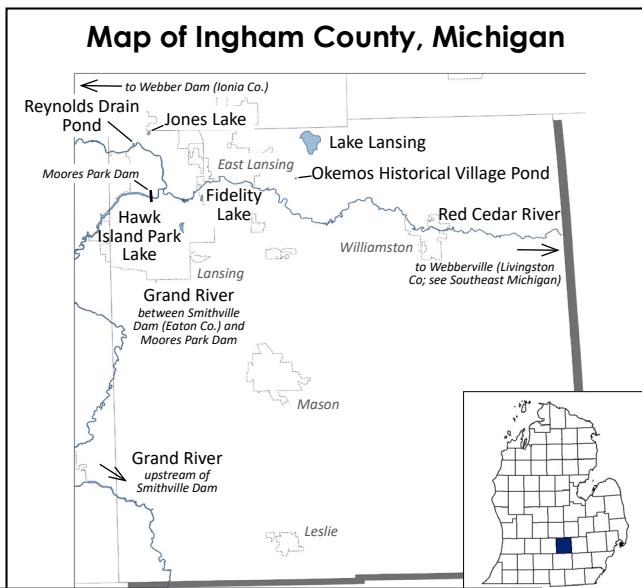 Map of Ingham County, Michigan
to Webber Dam (Ionia Co.)
Reynolds Drain
Pond
Jones Lake
Lake Lansing
East Lansing
Moores Park Dam
Okemos Historical Village Pond
Fidelity
Lake
Hawk
Island Park
Lake
Red Cedar River
Williamston
to Webberville (Livingston
Co; see Southeast Michigan)
Lansing
Grand River
between Smithville
Dam (Eaton Co.) and
Moores Park Dam
Mason
Grand River
upstream of
Smithville Dam
Leslie